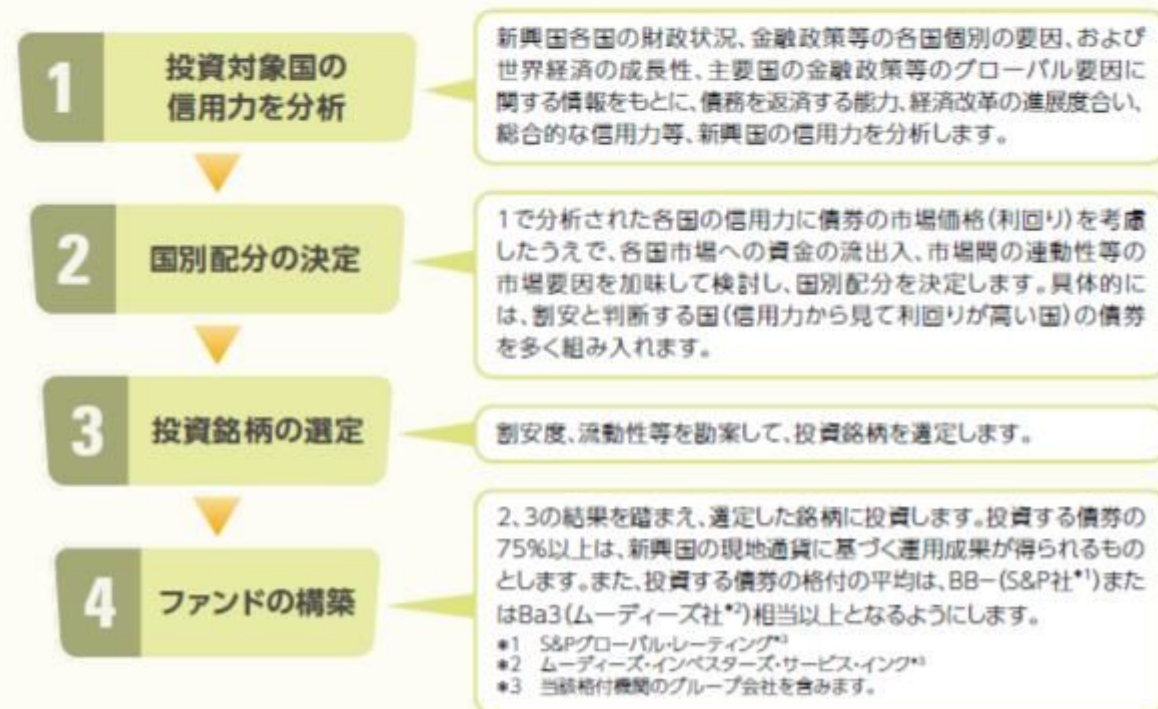 1
投資対象国の
信用力を分析
新興国各国の財政状況、金融政策等の各国個別の要因、および
世界経済の成長性、主要国の金融政策等のグローバル要因に
関する情報をもとに、債務を返済する能力、経済改革の進展度合い、
総合的な信用力等、新興国の信用力を分析します。
2
国別配分の決定
1で分析された各国の信用力に債券の市場価格(利回り)を考慮
したうえで、各国市場への資金の流出入、市場間の連動性等の
市場要因を加味して検討し、国別配分を決定します。具体的に
は、割安と判断する国(信用力から見て利回りが高い国)の債券
を多く組み入れます。
3
投資銘柄の選定
割安度、流動性等を勘案して、投資銘柄を選定します。
4
ファンドの構築
2、3の結果を踏まえ、選定した銘柄に投資します。投資する債券の
75%以上は、新興国の現地通貨に基づく運用成果が得られるもの
とします。また、投資する債券の格付の平均は、BB−(S&P社*1)また
はBa3(ムーディーズ社*2)相当以上となるようにします。
*1 S&Pグローバル・レーティング*3
*2 ムーディーズ・インベスターズ・サービス・インク*3
*3 当該格付機関のグループ会社を含みます。